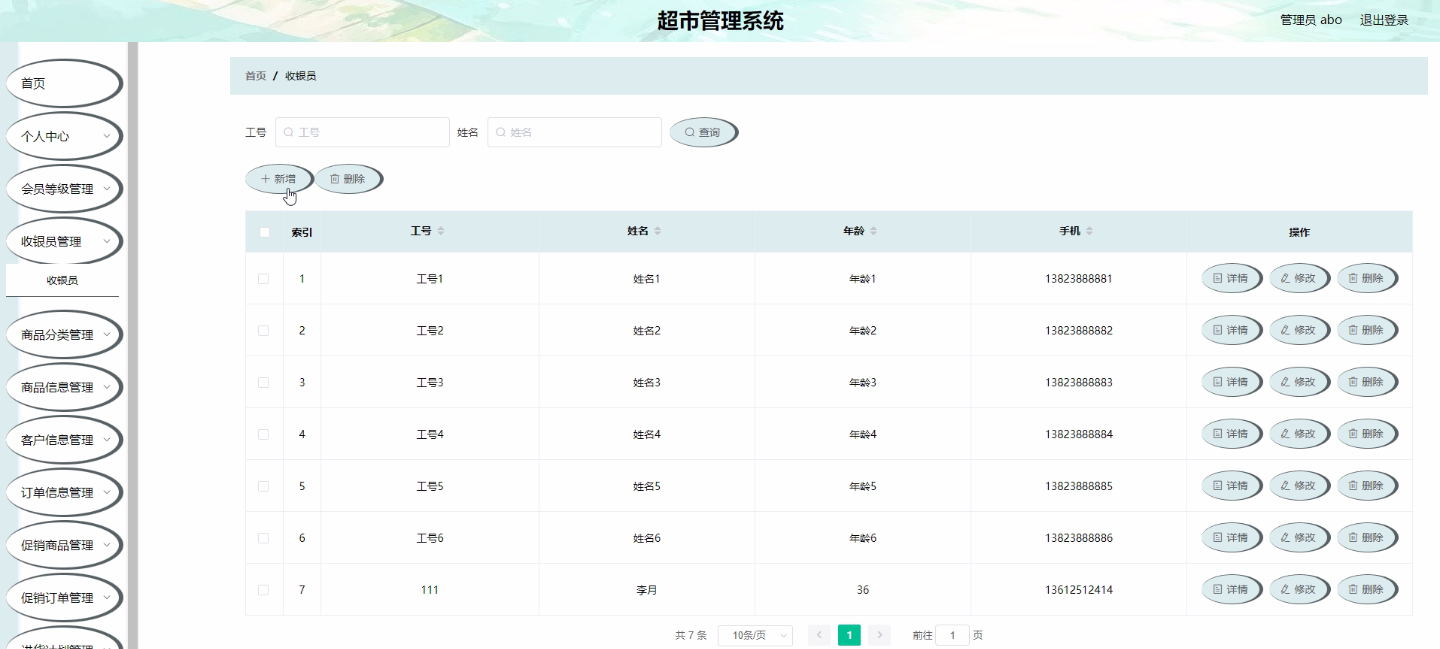 超市管理系统
管理员 abo 退出登录
首页
个人中心
会员等级管理
收银员管理
收银员
商品分类管理
商品信息管理
客户信息管理
订单信息管理
促销商品管理
促销订单管理
进货计划管理
首页 / 收银员
工号 工号 姓名 姓名 查询
新增 删除
索引 工号 姓名 年龄 手机 操作
1 工号1 姓名1 年龄1 13823888881 详情 修改 删除
2 工号2 姓名2 年龄2 13823888882 详情 修改 删除
3 工号3 姓名3 年龄3 13823888883 详情 修改 删除
4 工号4 姓名4 年龄4 13823888884 详情 修改 删除
5 工号5 姓名5 年龄5 13823888885 详情 修改 删除
6 工号6 姓名6 年龄6 13823888886 详情 修改 删除
7 111 李月 36 13612512414 详情 修改 删除
共 7 条 10条/页 1 前往 1 页